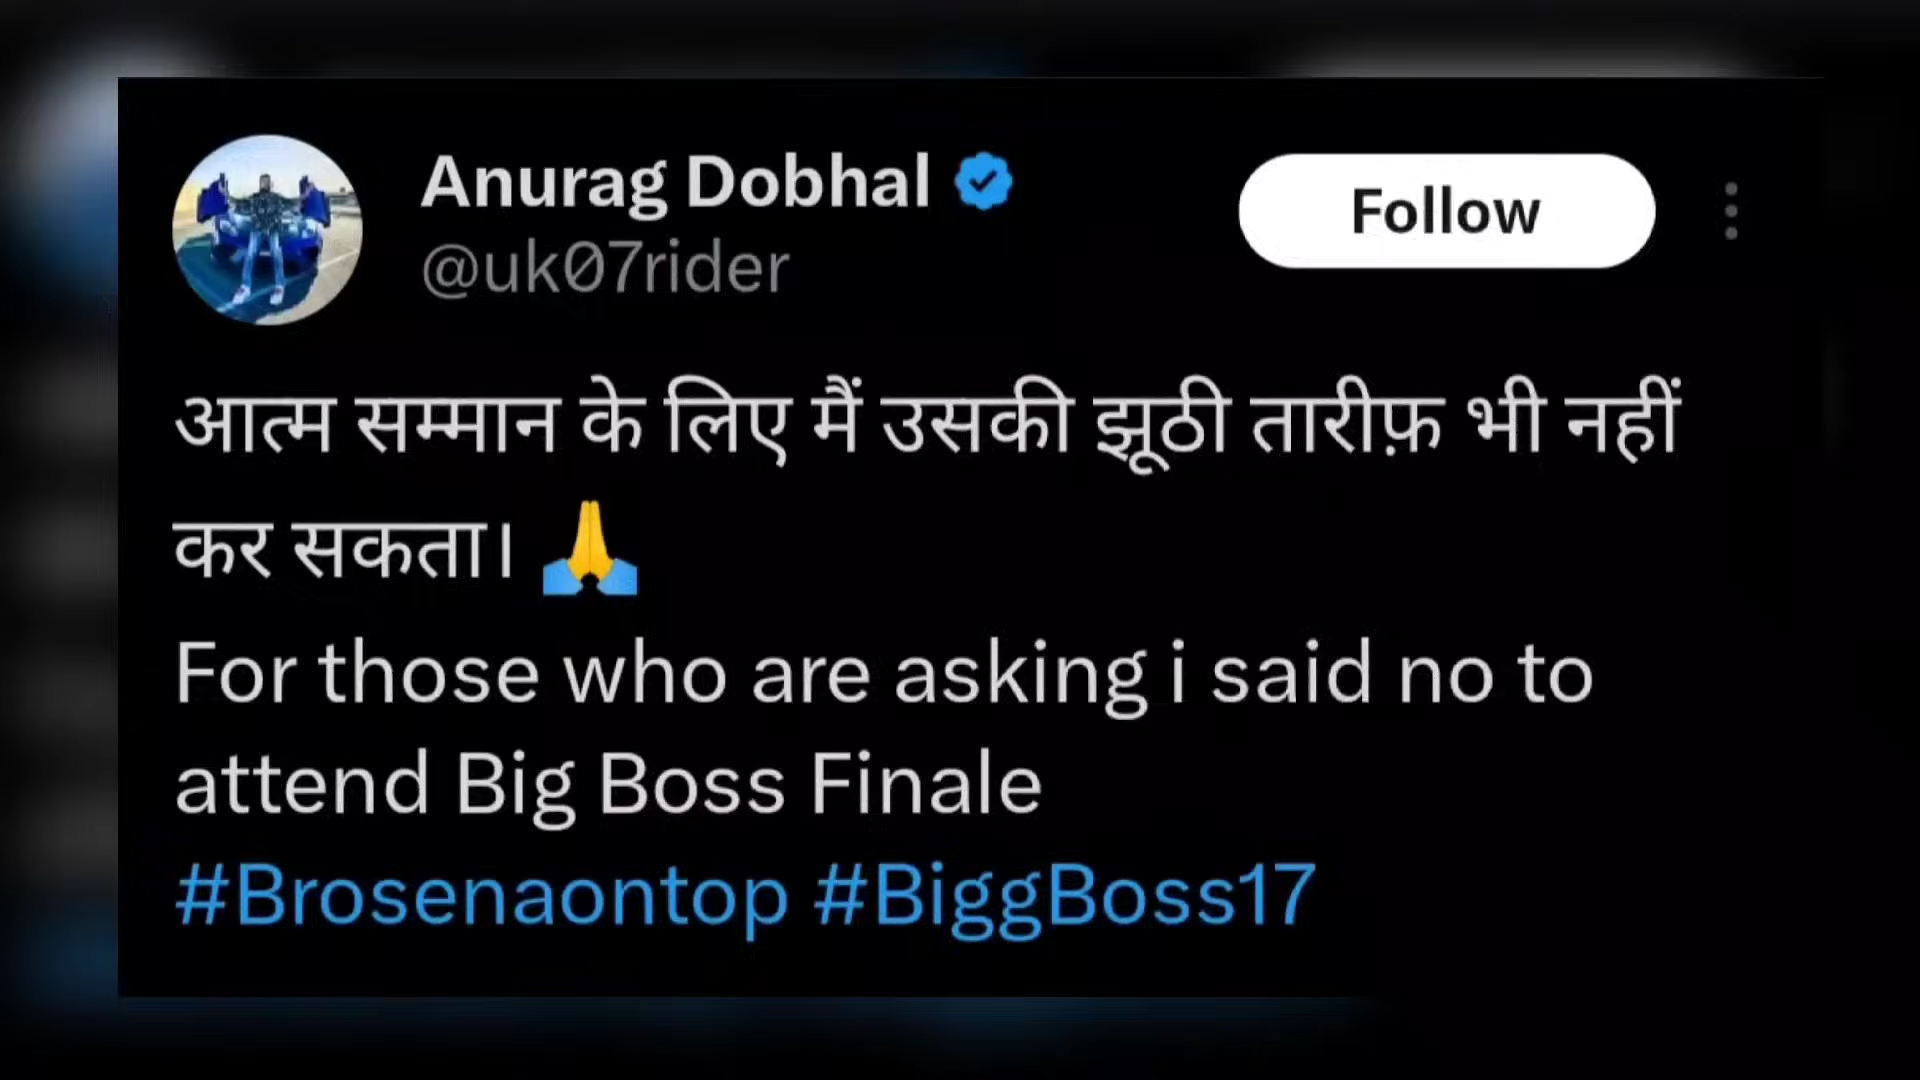 Anurag Dobhal
@uk07rider
Follow
आत्म सम्मान के लिए मैं उसकी झूठी तारीफ़ भी नहीं
कर सकता। 🙏
For those who are asking i said no to
attend Big Boss Finale
#Brosenaontop #BiggBoss17